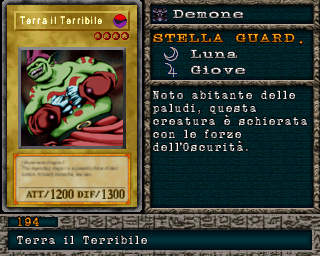 Terra il Terribile
ATT/1200 DIF/1300
Demone
STELLA GUARD.
Luna
Giove
Noto abitante delle
paludi, questa
creatura è schierata
con le forze
dell'Oscurità.
194
Terra il Terribile